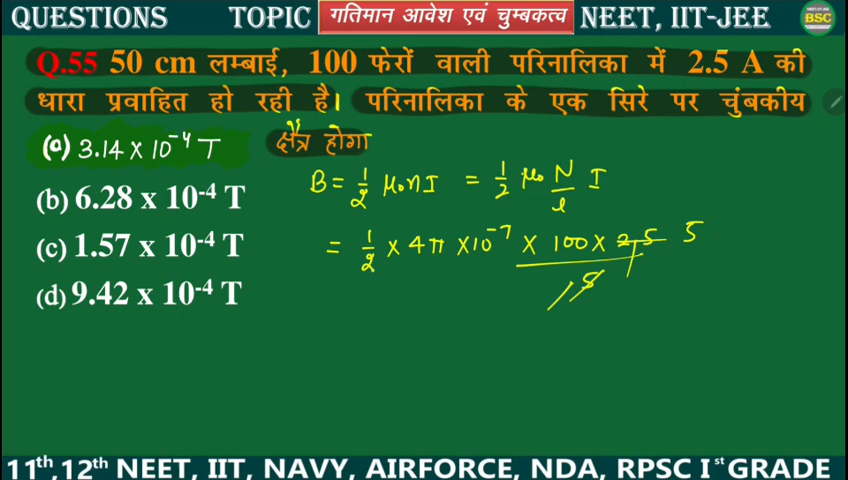 QUESTIONS TOPIC गतिमान आवेश एवं चुम्बकत्व NEET, IIT-JEE
BSC
Q.55 50 cm लम्बाई, 100 फेरों वाली परिनालिका में 2.5 A की
धारा प्रवाहित हो रही है। परिनालिका के एक सिरे पर चुंबकीय
(a) 3.14 x 10⁻⁴ T क्षेत्र होगा
B = 1/2 μ₀nI = 1/2 μ₀ N/l I
(b) 6.28 x 10⁻⁴ T
= 1/2 x 4π x 10⁻⁷ x 100 x 25 5
(c) 1.57 x 10⁻⁴ T
(d) 9.42 x 10⁻⁴ T
11th,12th NEET, IIT, NAVY, AIRFORCE, NDA, RPSC Ist GRADE